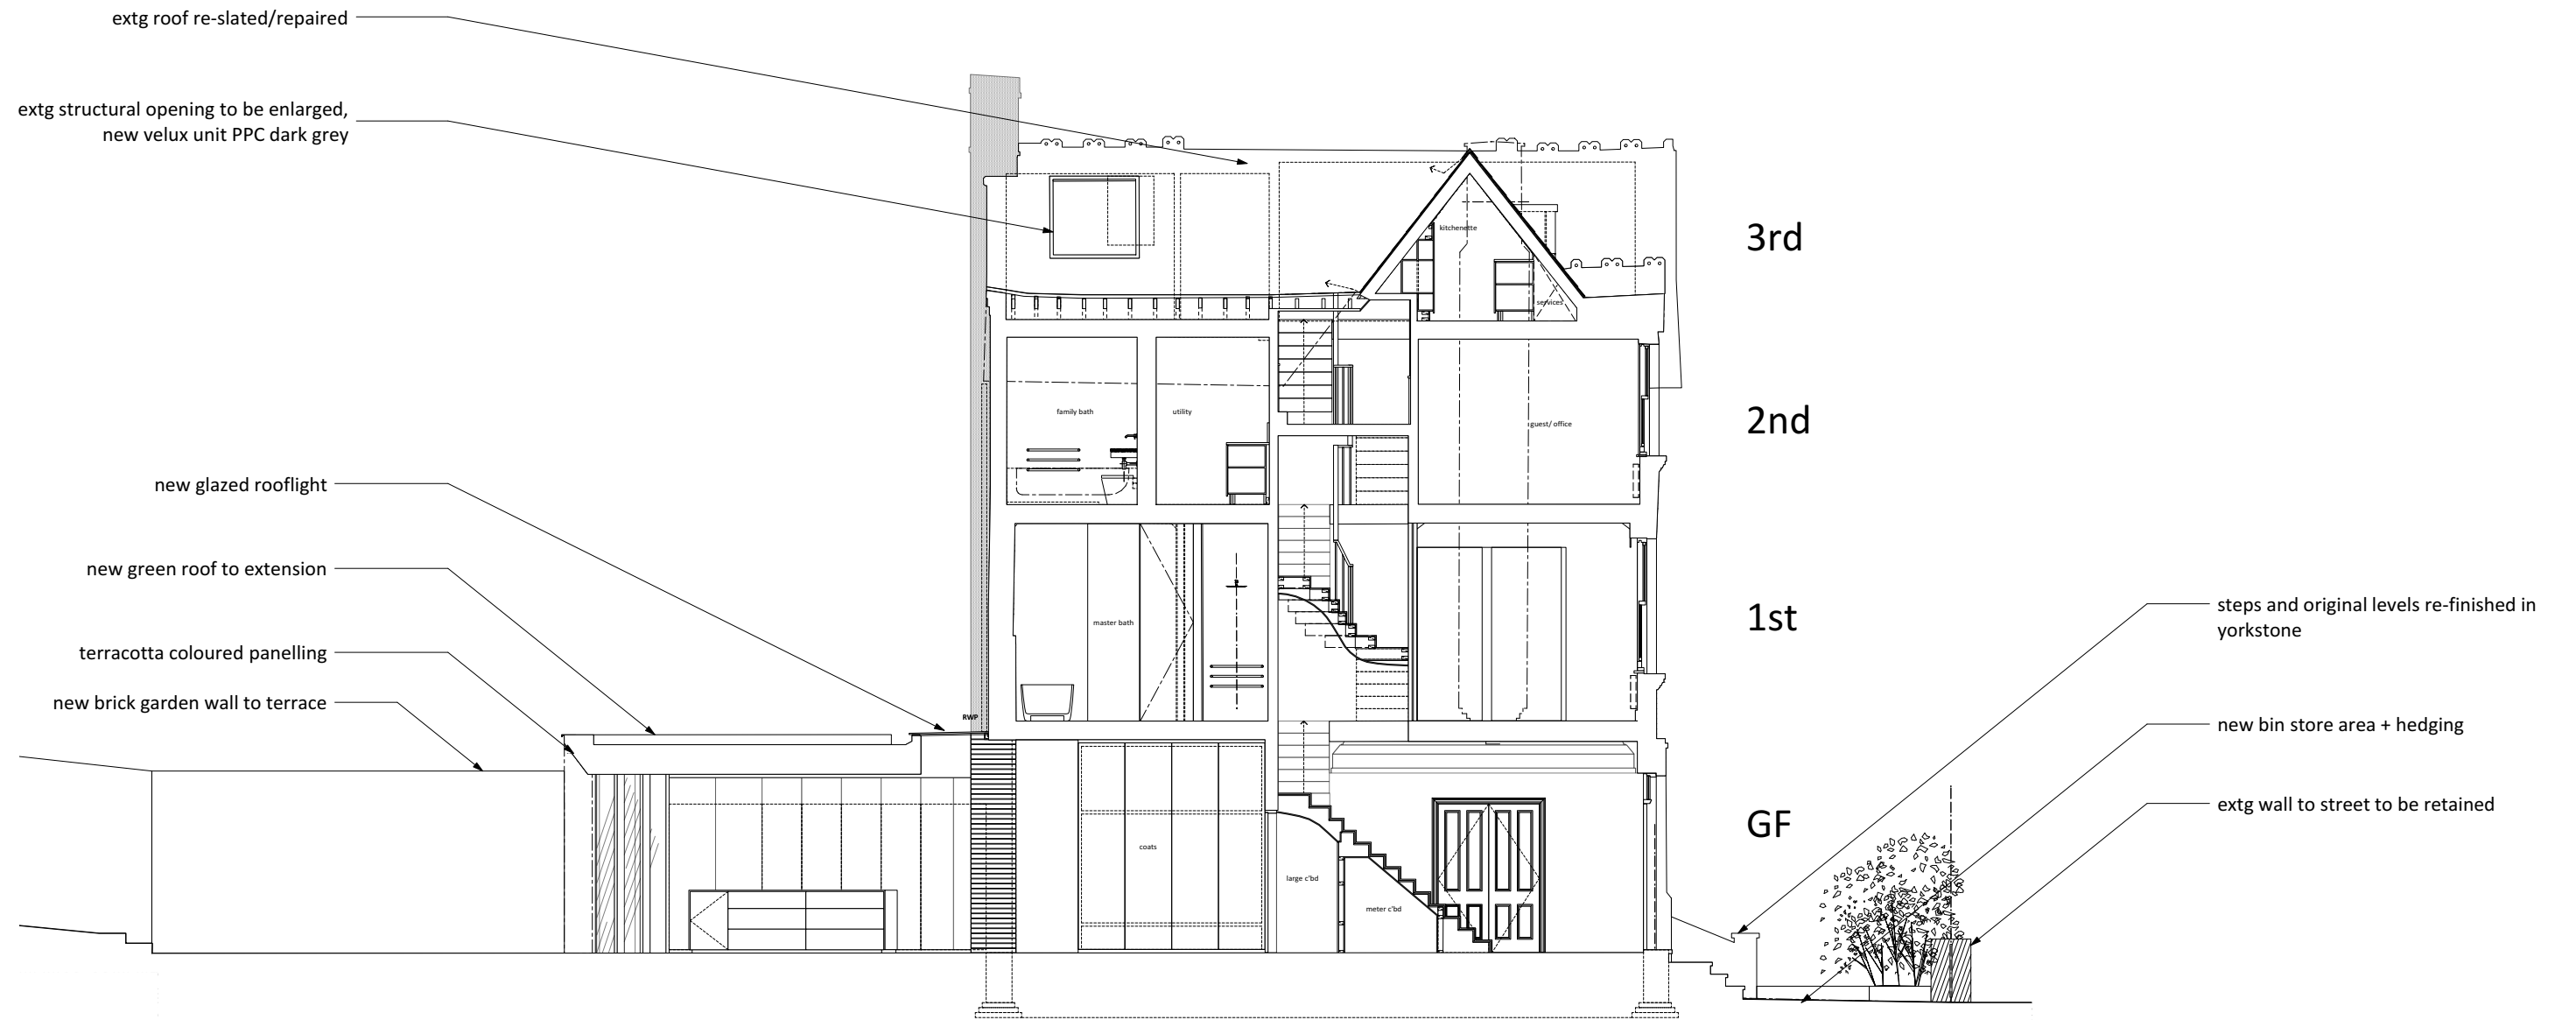 extg roof re-slated/repaired
extg structural opening to be enlarged,
new velux unit PPC dark grey
kitchenette
3rd
services
family bath
utility
guest/ office
2nd
new glazed rooflight
new green roof to extension
terracotta coloured panelling
new brick garden wall to terrace
RWP
master bath
1st
steps and original levels re-finished in
yorkstone
new bin store area + hedging
extg wall to street to be retained
GF
coats
large c'bd
meter c'bd